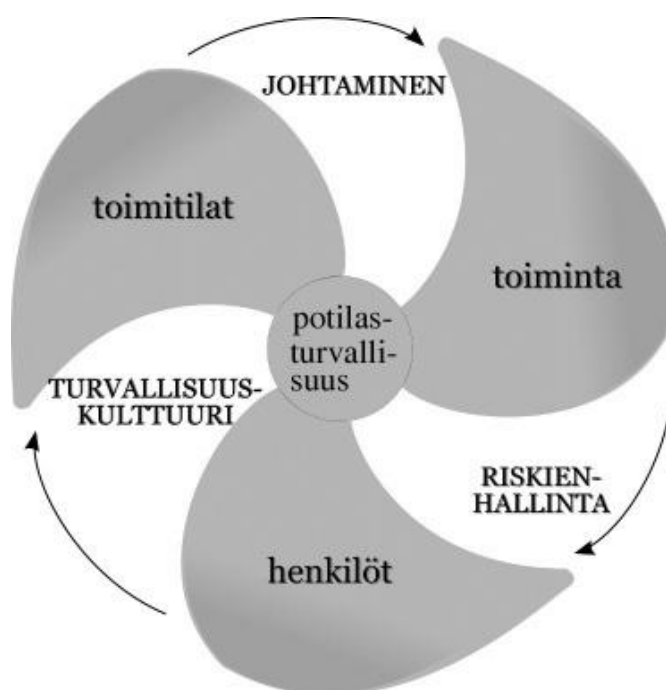 JOHTAMINEN
toimitilat
toiminta
potilas-
turvalli-
suus
TURVALLISUUS-
KULTTUURI
RISKIEN-
HALLINTA
henkilöt